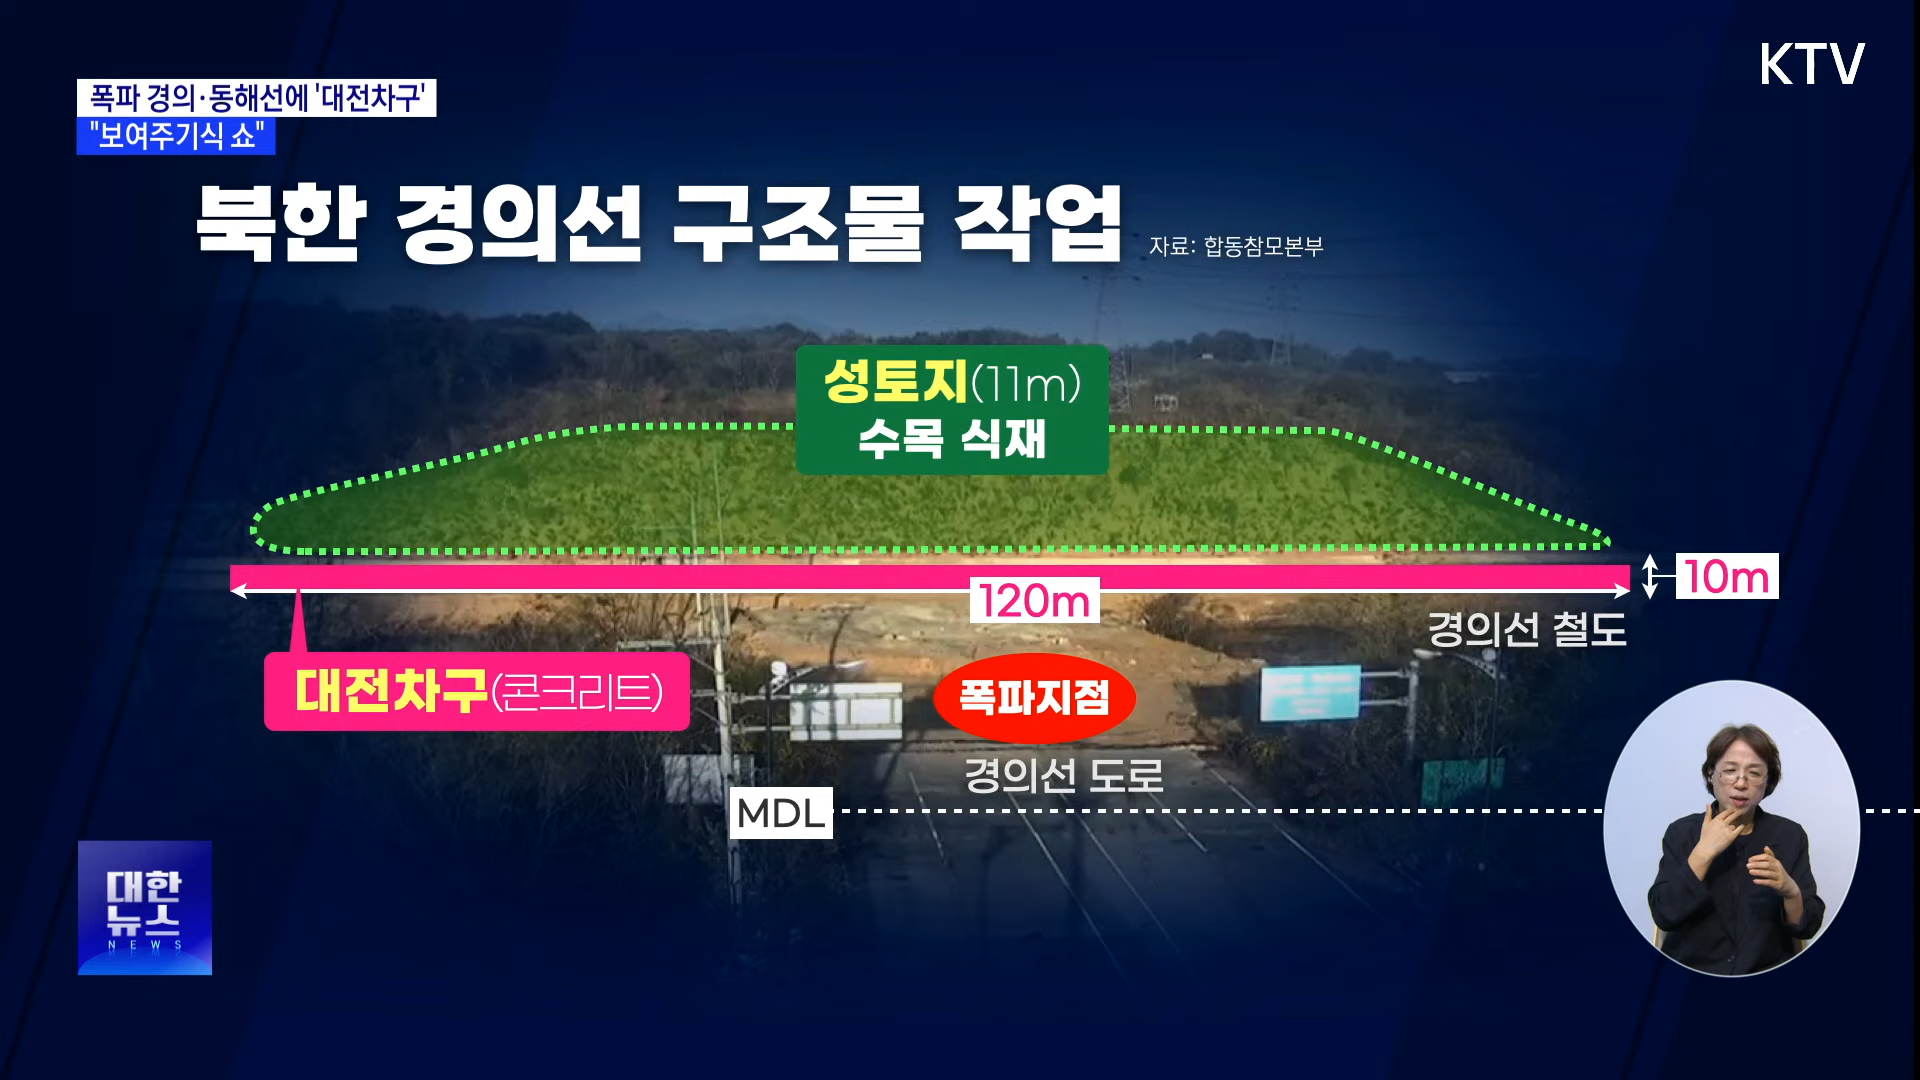 KTV
폭파 경의·동해선에 '대전차구'
"보여주기식 쇼"
북한 경의선 구조물 작업
자료: 합동참모본부
성토지(11m)
수목 식재
10m
120m
경의선 철도
대전차구(콘크리트)
폭파지점
경의선 도로
MDL
대한
뉴스
NEWS